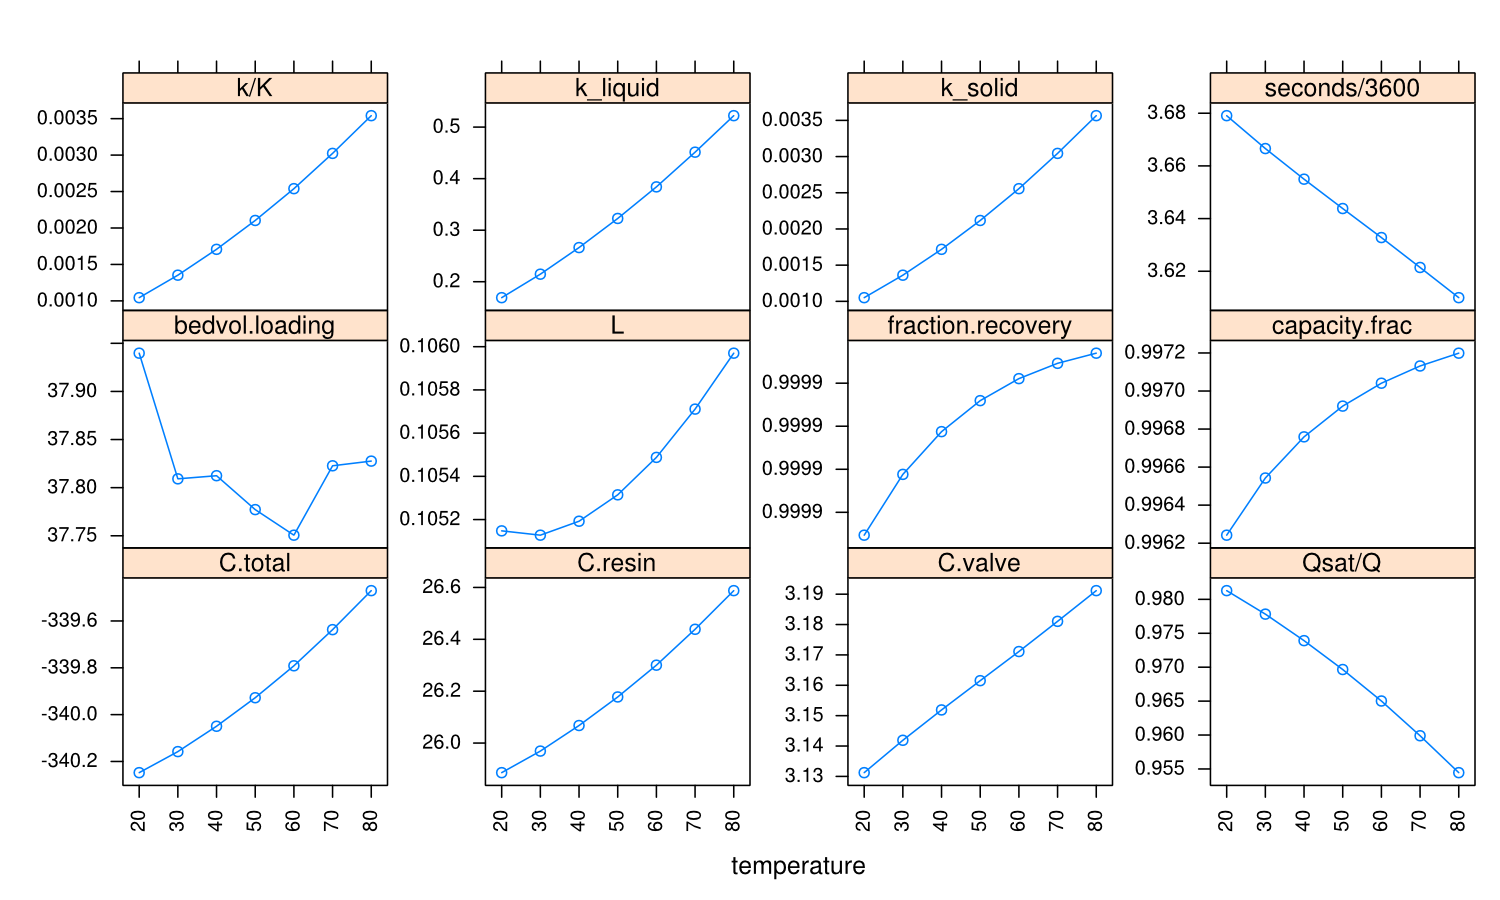 k/K k_liquid k_solid seconds/3600
0.0035 0.5 0.0035 3.68
0.0030 0.4 0.0030 3.66
0.0025 0.3 0.0025 3.64
0.0020 0.2 0.0020 3.62
0.0015 0.0015
0.0010 0.0010
bedvol.loading L fraction.recovery capacity.frac
37.90 0.1060 0.9999 0.9972
37.85 0.1058 0.9999 0.9970
37.80 0.1056 0.9999 0.9968
37.75 0.1054 0.9999 0.9966
0.1052 0.9964
0.9962
C.total C.resin C.valve Qsat/Q
-339.6 26.6 3.19 0.980
-339.8 26.4 3.18 0.975
-340.0 26.2 3.17 0.970
-340.2 26.0 3.16 0.965
3.15 0.960
3.14 0.955
3.13
20 30 40 50 60 70 80 20 30 40 50 60 70 80 20 30 40 50 60 70 80 20 30 40 50 60 70 80
temperature